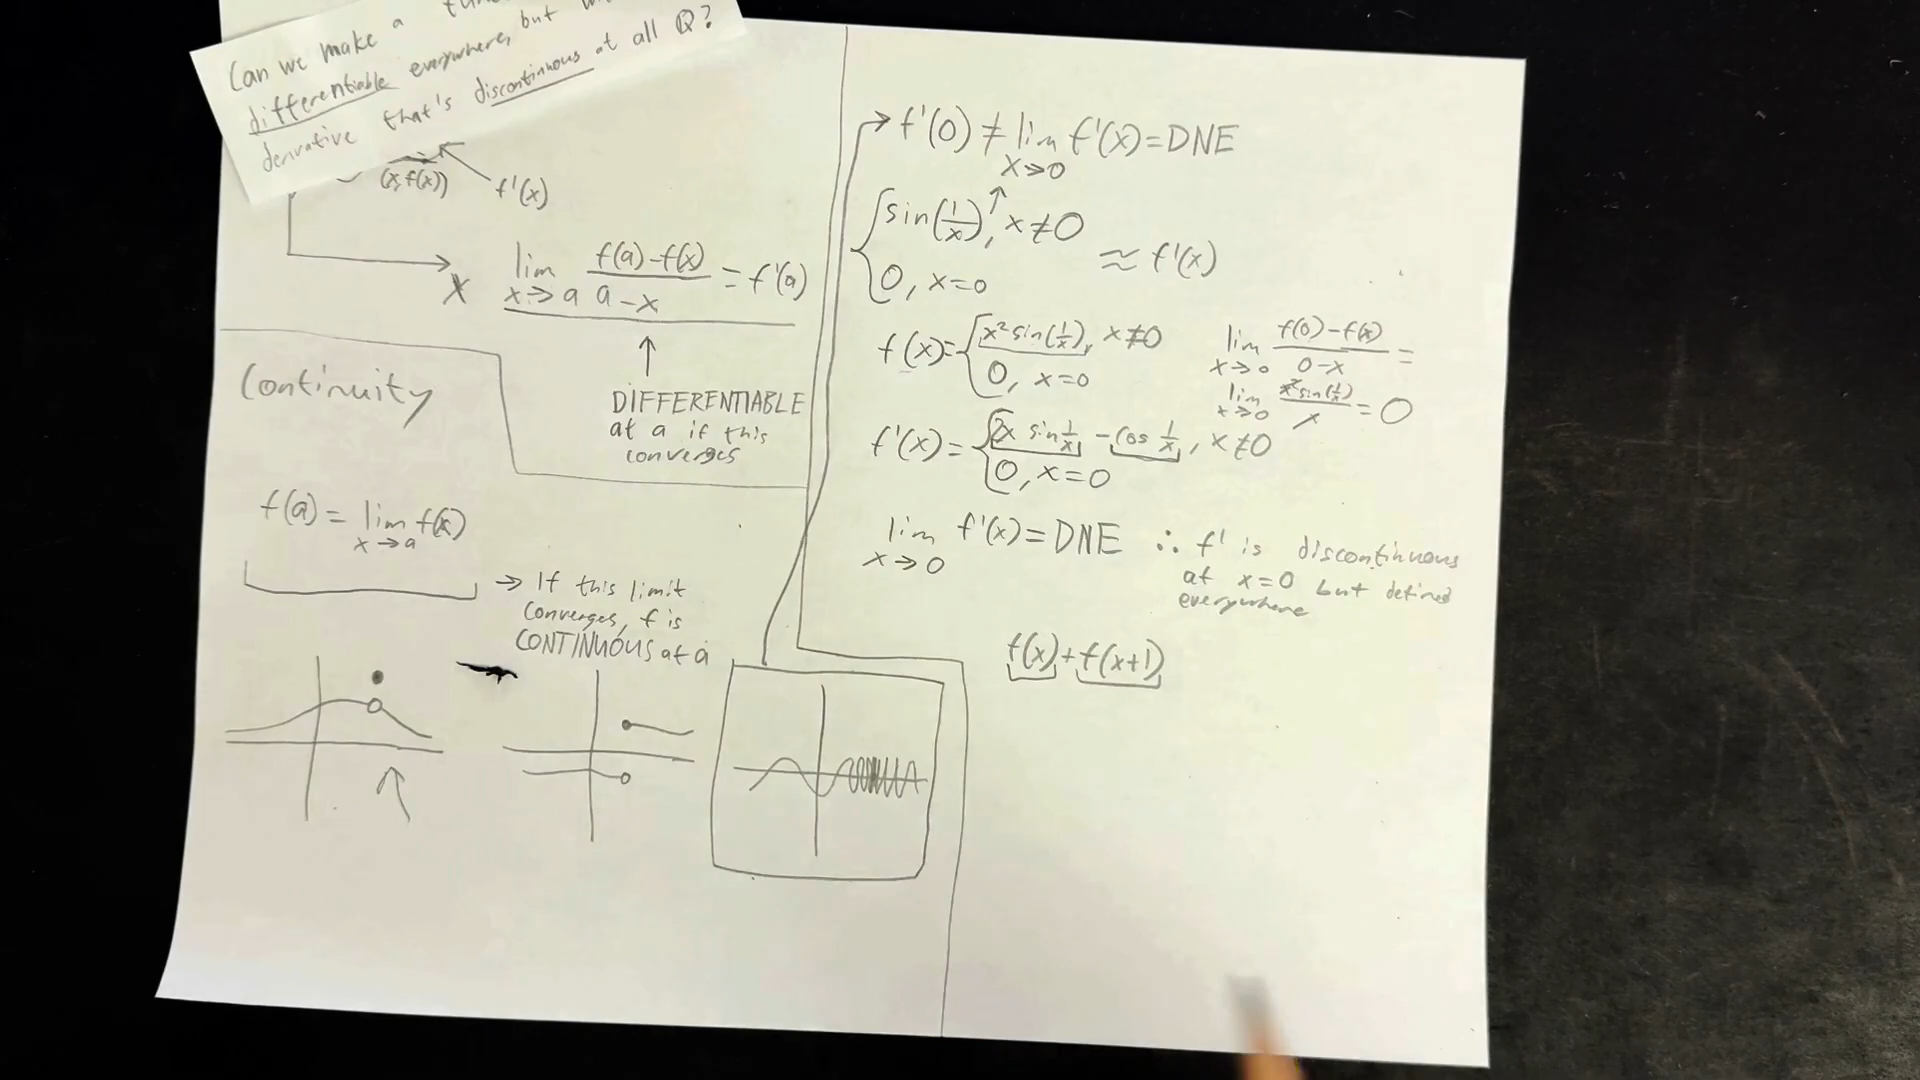 Can we make a
differentiable everywhere, but
derivative that's discontinuous at all Q?
(x, f(x))
f'(x)
x
lim x→a (f(a)-f(x))/(a-x) = f'(a)
↑
DIFFERENTIABLE
at a if this
converges
Continuity
f(a) = lim x→a f(x)
→ If this limit
converges, f is
CONTINUOUS at a
→ f'(0) ≠ lim x→0 f'(x) = DNE
{ sin(1/x), x≠0
0, x=0
≈ f'(x)
f(x) = { x² sin(1/x), x≠0
0, x=0
lim x→0 (f(0)-f(x))/(0-x) =
lim x→0 (x² sin(1/x))/x = 0
f'(x) = { 2x sin 1/x - cos 1/x, x≠0
0, x=0
lim x→0 f'(x) = DNE ∴ f' is discontinuous
at x=0 but defined
everywhere
f(x)+f(x+1)